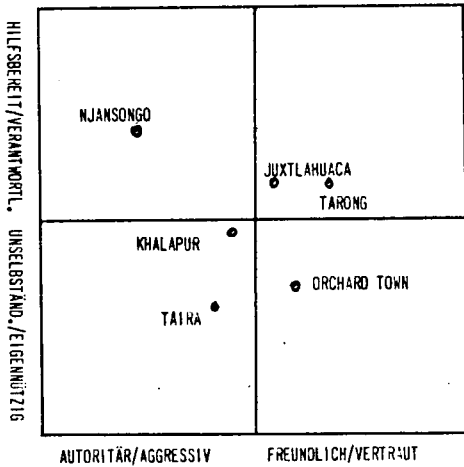 HILFSBEREIT/VERANTWORTL. UNSELBSTÄND./EIGENNÜTZIG
NJANSONGO
JUXTLAHUACA
TARONG
KHALAPUR
ORCHARD TOWN
TAIRA
AUTORITÄR/AGGRESSIV FREUNDLICH/VERTRAUT